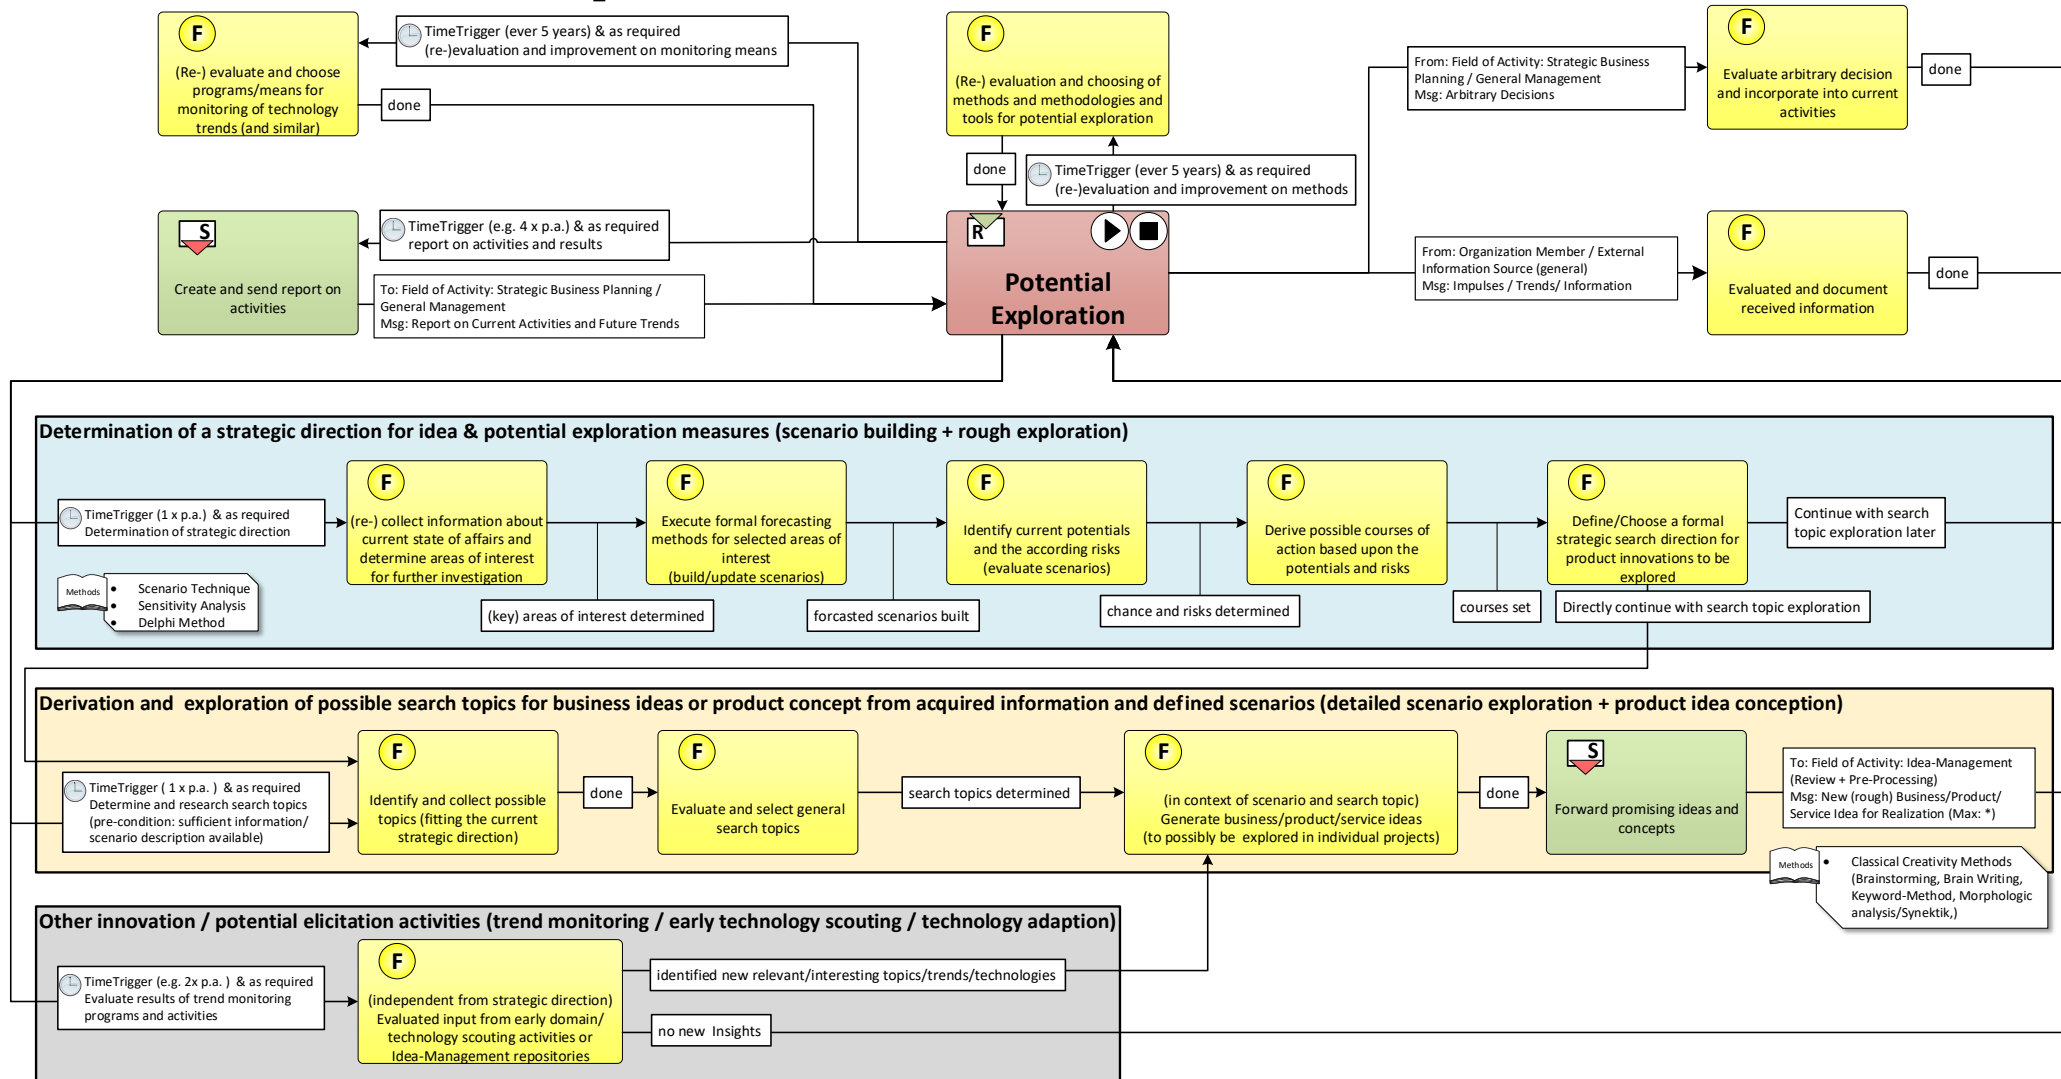 F
(Re-) evaluate and choose
programs/means for
monitoring of technology
trends (and similar)
TimeTrigger (ever 5 years) & as required
(re-)evaluation and improvement on monitoring means
done
F
(Re-) evaluation and choosing of
methods and methodologies and
tools for potential exploration
done
TimeTrigger (ever 5 years) & as required
(re-)evaluation and improvement on methods
From: Field of Activity: Strategic Business
Planning / General Management
Msg: Arbitrary Decisions
F
Evaluate arbitrary decision
and incorporate into current
activities
done
S
Create and send report on
activities
TimeTrigger (e.g. 4 x p.a.) & as required
report on activities and results
To: Field of Activity: Strategic Business Planning /
General Management
Msg: Report on Current Activities and Future Trends
R
Potential
Exploration
From: Organization Member / External
Information Source (general)
Msg: Impulses / Trends/ Information
F
Evaluated and document
received information
done
Determination of a strategic direction for idea & potential exploration measures (scenario building + rough exploration)
TimeTrigger (1 x p.a.) & as required
Determination of strategic direction
Methods
• Scenario Technique
• Sensitivity Analysis
• Delphi Method
F
(re-) collect information about
current state of affairs and
determine areas of interest
for further investigation
(key) areas of interest determined
F
Execute formal forecasting
methods for selected areas of
interest
(build/update scenarios)
forcasted scenarios built
F
Identify current potentials
and the according risks
(evaluate scenarios)
chance and risks determined
F
Derive possible courses of
action based upon the
potentials and risks
courses set
F
Define/Choose a formal
strategic search direction for
product innovations to be
explored
Continue with search
topic exploration later
Directly continue with search topic exploration
Derivation and exploration of possible search topics for business ideas or product concept from acquired information and defined scenarios (detailed scenario exploration + product idea conception)
TimeTrigger ( 1 x p.a. ) & as required
Determine and research search topics
(pre-condition: sufficient information/
scenario description available)
F
Identify and collect possible
topics (fitting the current
strategic direction)
done
F
Evaluate and select general
search topics
search topics determined
F
(in context of scenario and search topic)
Generate business/product/service ideas
(to possibly be explored in individual projects)
done
S
Forward promising ideas and
concepts
To: Field of Activity: Idea-Management
(Review + Pre-Processing)
Msg: New (rough) Business/Product/
Service Idea for Realization (Max: *)
Methods
• Classical Creativity Methods
(Brainstorming, Brain Writing,
Keyword-Method, Morphologic
analysis/Synektik,)
Other innovation / potential elicitation activities (trend monitoring / early technology scouting / technology adaption)
TimeTrigger (e.g. 2x p.a. ) & as required
Evaluate results of trend monitoring
programs and activities
F
(independent from strategic direction)
Evaluated input from early domain/
technology scouting activities or
Idea-Management repositories
identified new relevant/interesting topics/trends/technologies
no new Insights